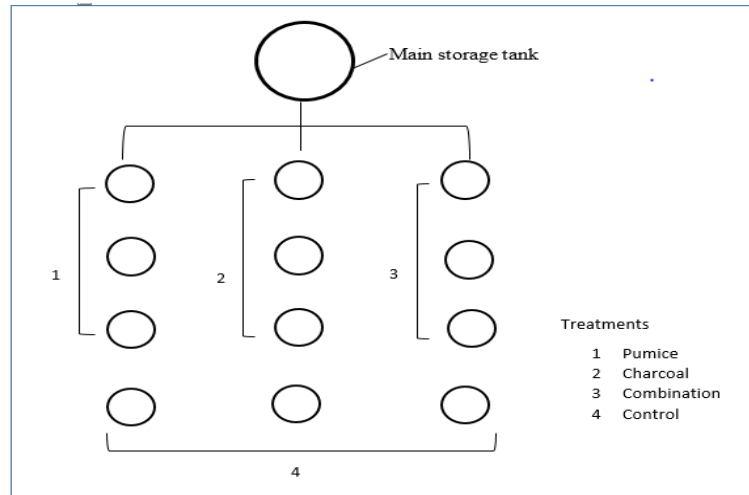 Main storage tank
1
2
3
Treatments
1 Pumice
2 Charcoal
3 Combination
4 Control
4